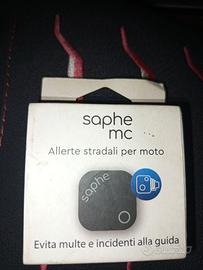 saphe
mc
Allerte stradali per moto
saphe
Evita multe e incidenti alla guida